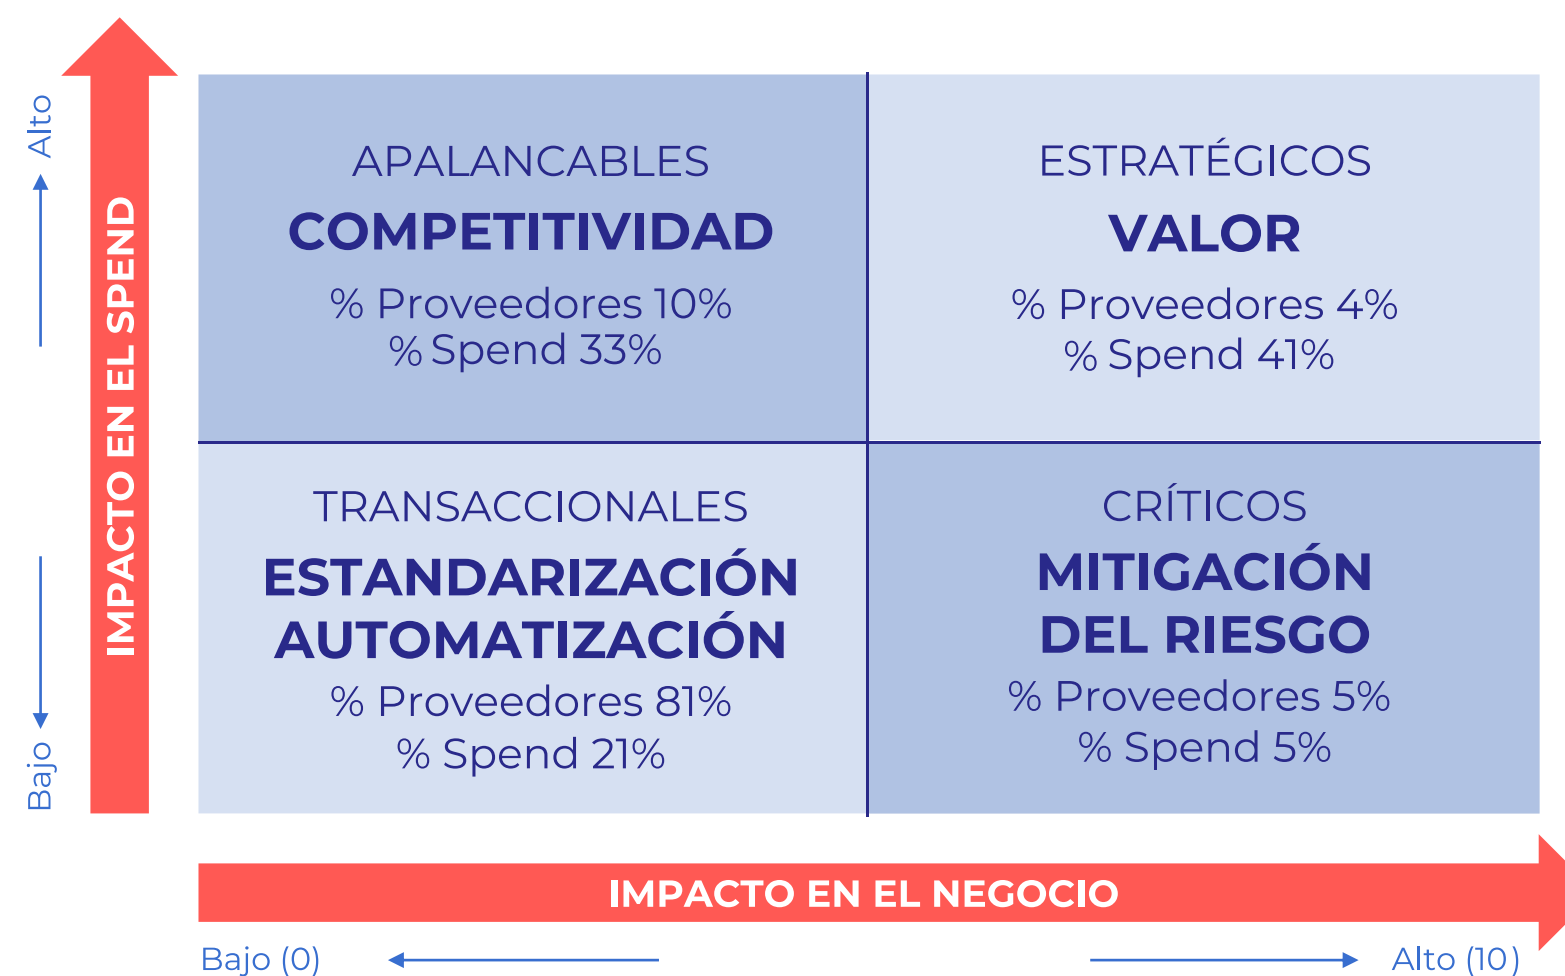 Alto
Bajo
IMPACTO EN EL SPEND
APALANCABLES
COMPETITIVIDAD
% Proveedores 10%
% Spend 33%
ESTRATÉGICOS
VALOR
% Proveedores 4%
% Spend 41%
TRANSACCIONALES
ESTANDARIZACIÓN
AUTOMATIZACIÓN
% Proveedores 81%
% Spend 21%
CRÍTICOS
MITIGACIÓN
DEL RIESGO
% Proveedores 5%
% Spend 5%
IMPACTO EN EL NEGOCIO
Bajo (0)
Alto (10)